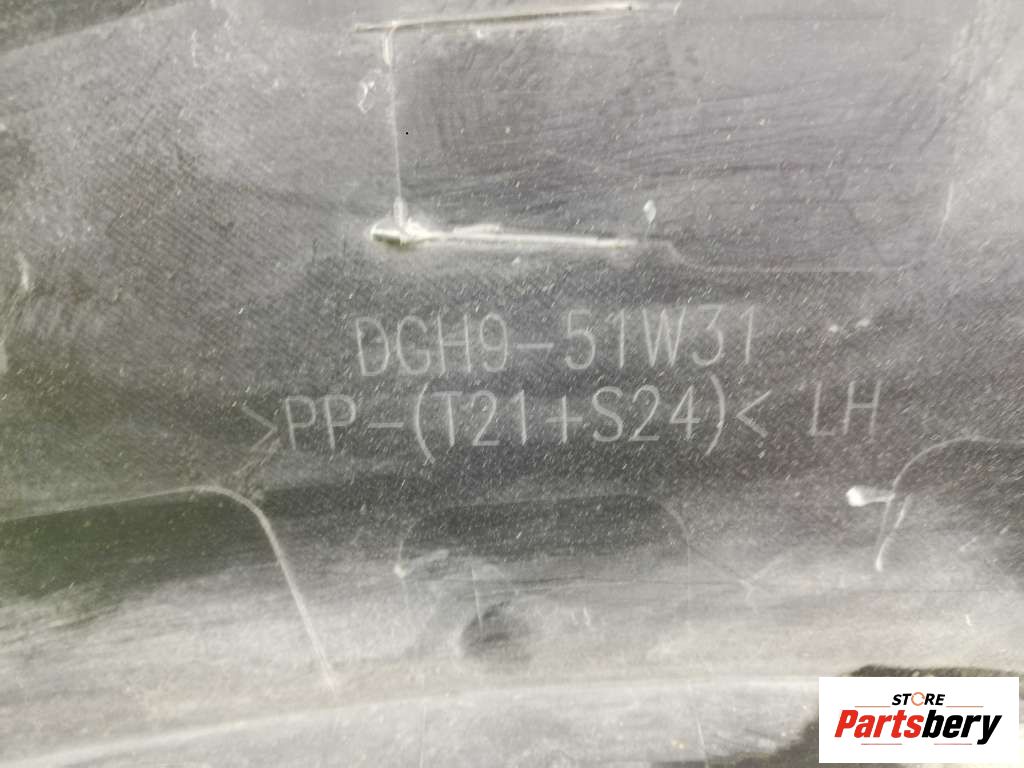 DGH9-51W31
>PP-(T21+S24)< LH
STORE
Partsbery